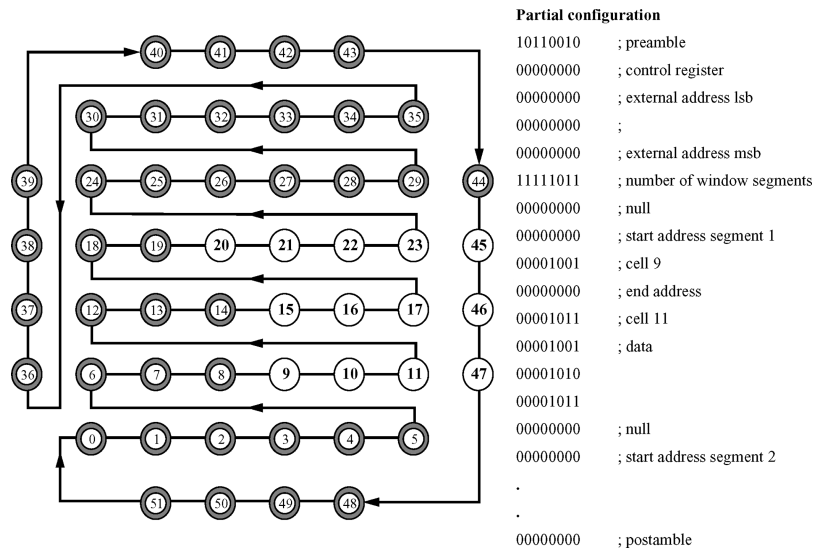 Partial configuration
10110010 ; preamble
00000000 ; control register
00000000 ; external address lsb
00000000 ;
00000000 ; external address msb
11111011 ; number of window segments
00000000 ; null
00000000 ; start address segment 1
00001001 ; cell 9
00000000 ; end address
00001011 ; cell 11
00001001 ; data
00001010
00001011
00000000 ; null
00000000 ; start address segment 2
.
.
00000000 ; postamble
40 41 42 43
30 31 32 33 34 35
39 24 25 26 27 28 29 44
38 18 19 20 21 22 23 45
37 12 13 14 15 16 17 46
36 6 7 8 9 10 11 47
0 1 2 3 4 5
51 50 49 48